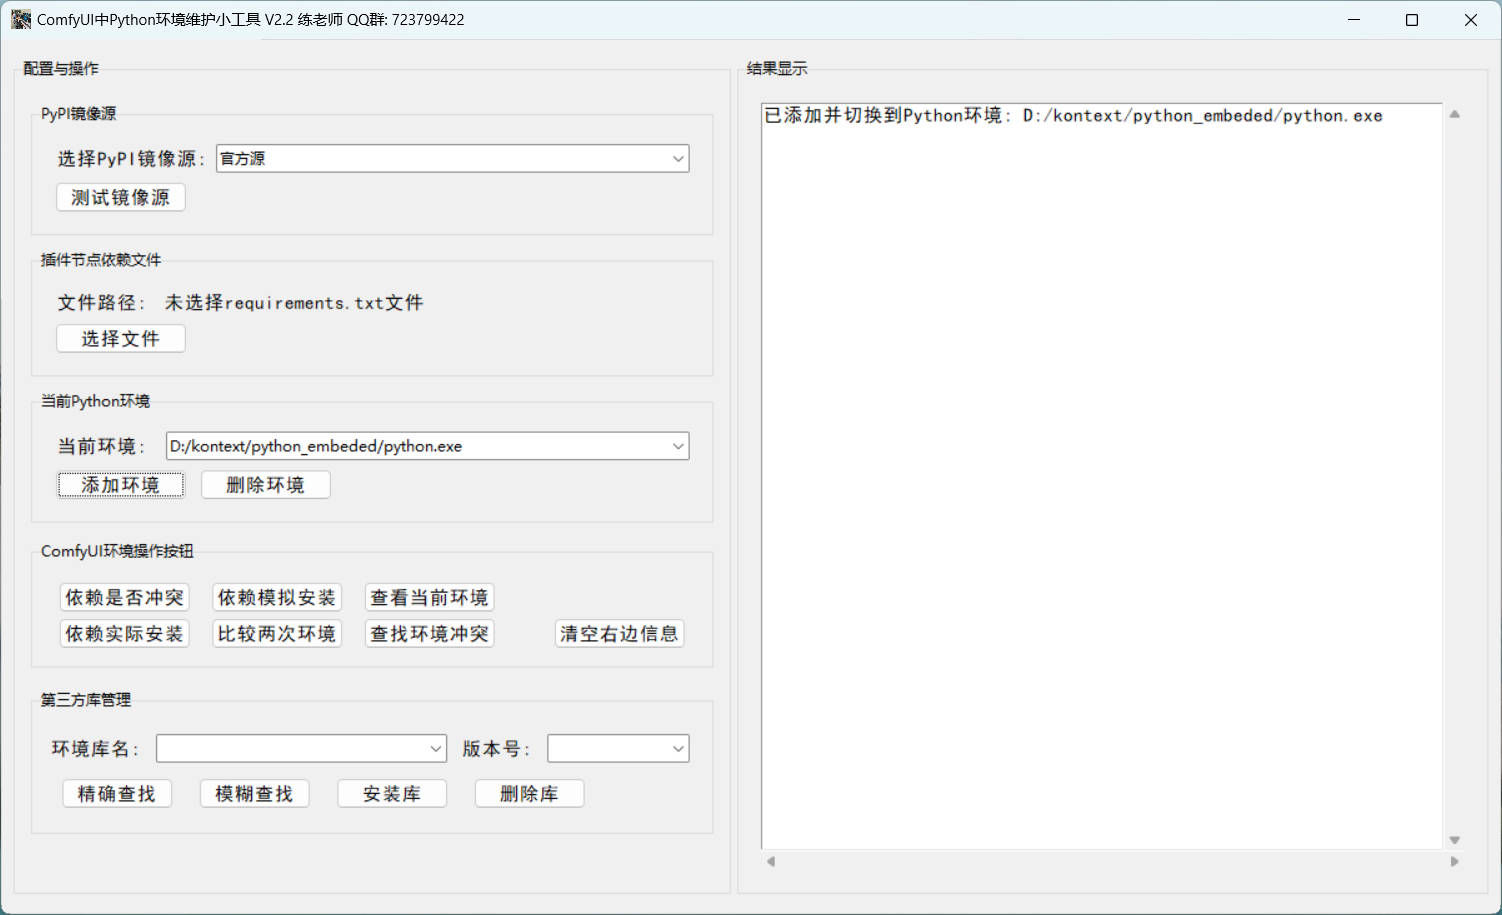 ComfyUI中Python环境维护小工具 V2.2 练老师 QQ群: 723799422
配置与操作
PyPI镜像源
选择PyPI镜像源: 官方源
测试镜像源
插件节点依赖文件
文件路径: 未选择requirements.txt文件
选择文件
当前Python环境
当前环境: D:/kontext/python_embeded/python.exe
添加环境 删除环境
ComfyUI环境操作按钮
依赖是否冲突 依赖模拟安装 查看当前环境
依赖实际安装 比较两次环境 查找环境冲突 清空右边信息
第三方库管理
环境库名: 版本号:
精确查找 模糊查找 安装库 删除库
结果显示
已添加并切换到Python环境: D:/kontext/python_embeded/python.exe